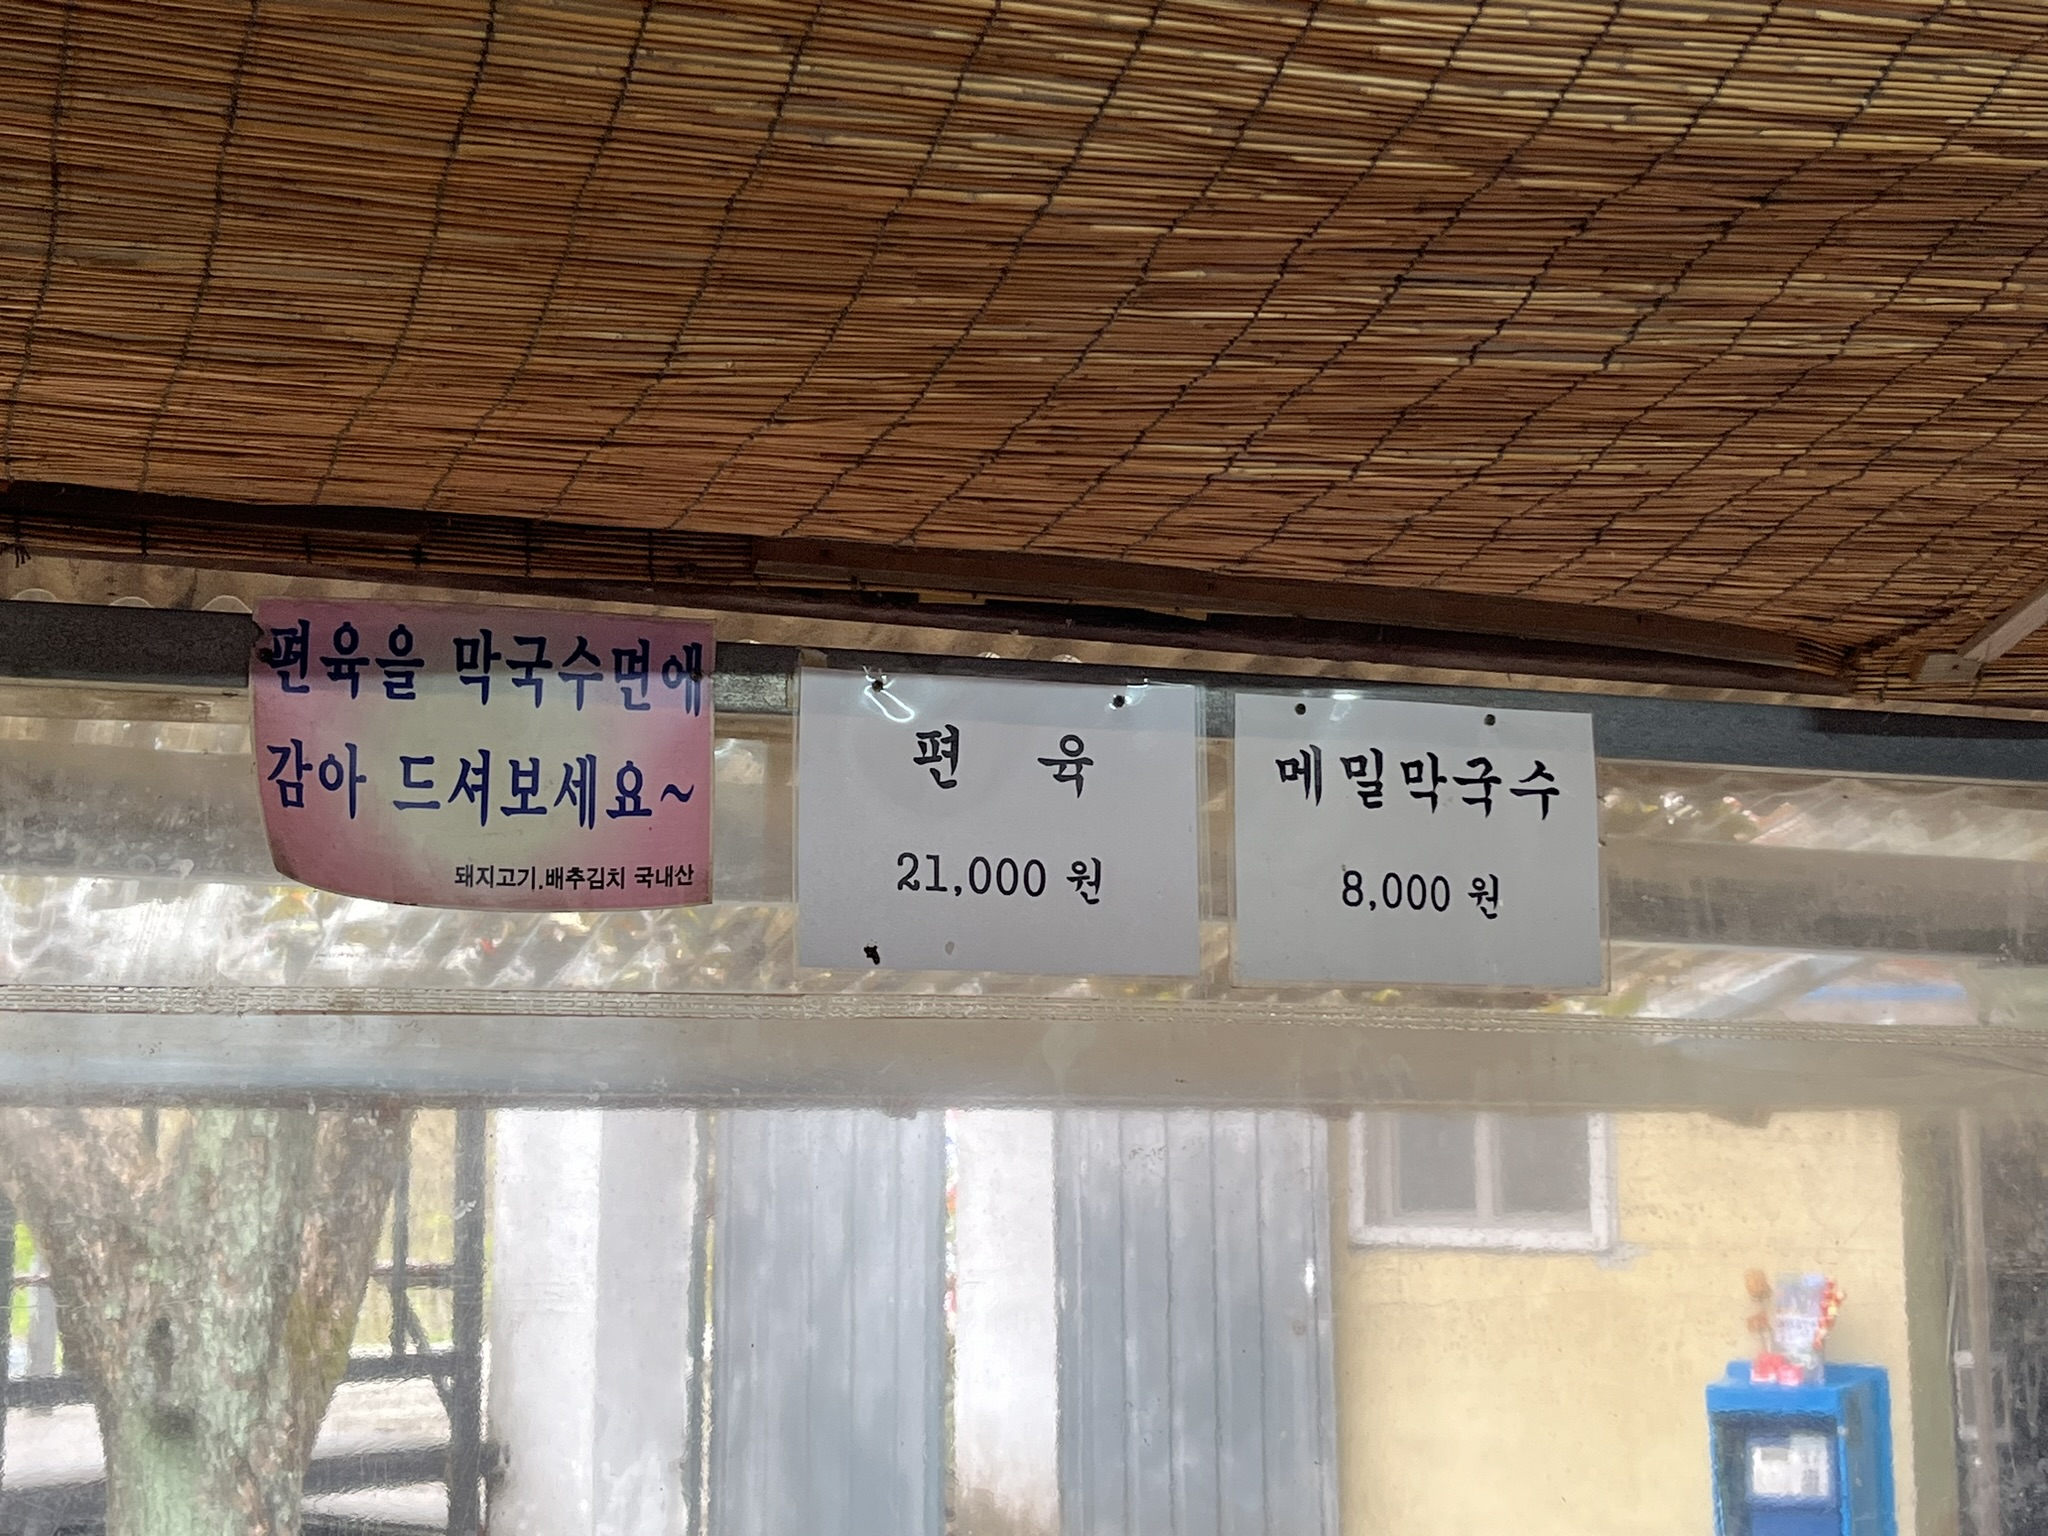 편육을 막국수면에
감아 드셔보세요~
돼지고기.배추김치 국내산
편 육
21,000 원
메밀막국수
8,000 원